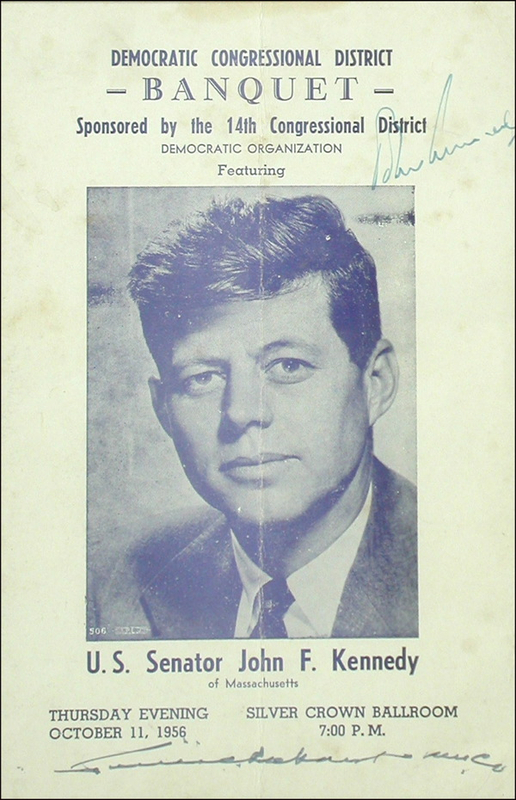 DEMOCRATIC CONGRESSIONAL DISTRICT
– BANQUET –
Sponsored by the 14th Congressional District
DEMOCRATIC ORGANIZATION
Featuring
506
U.S. Senator John F. Kennedy
of Massachusetts
THURSDAY EVENING SILVER CROWN BALLROOM
OCTOBER 11, 1956 7:00 P.M.